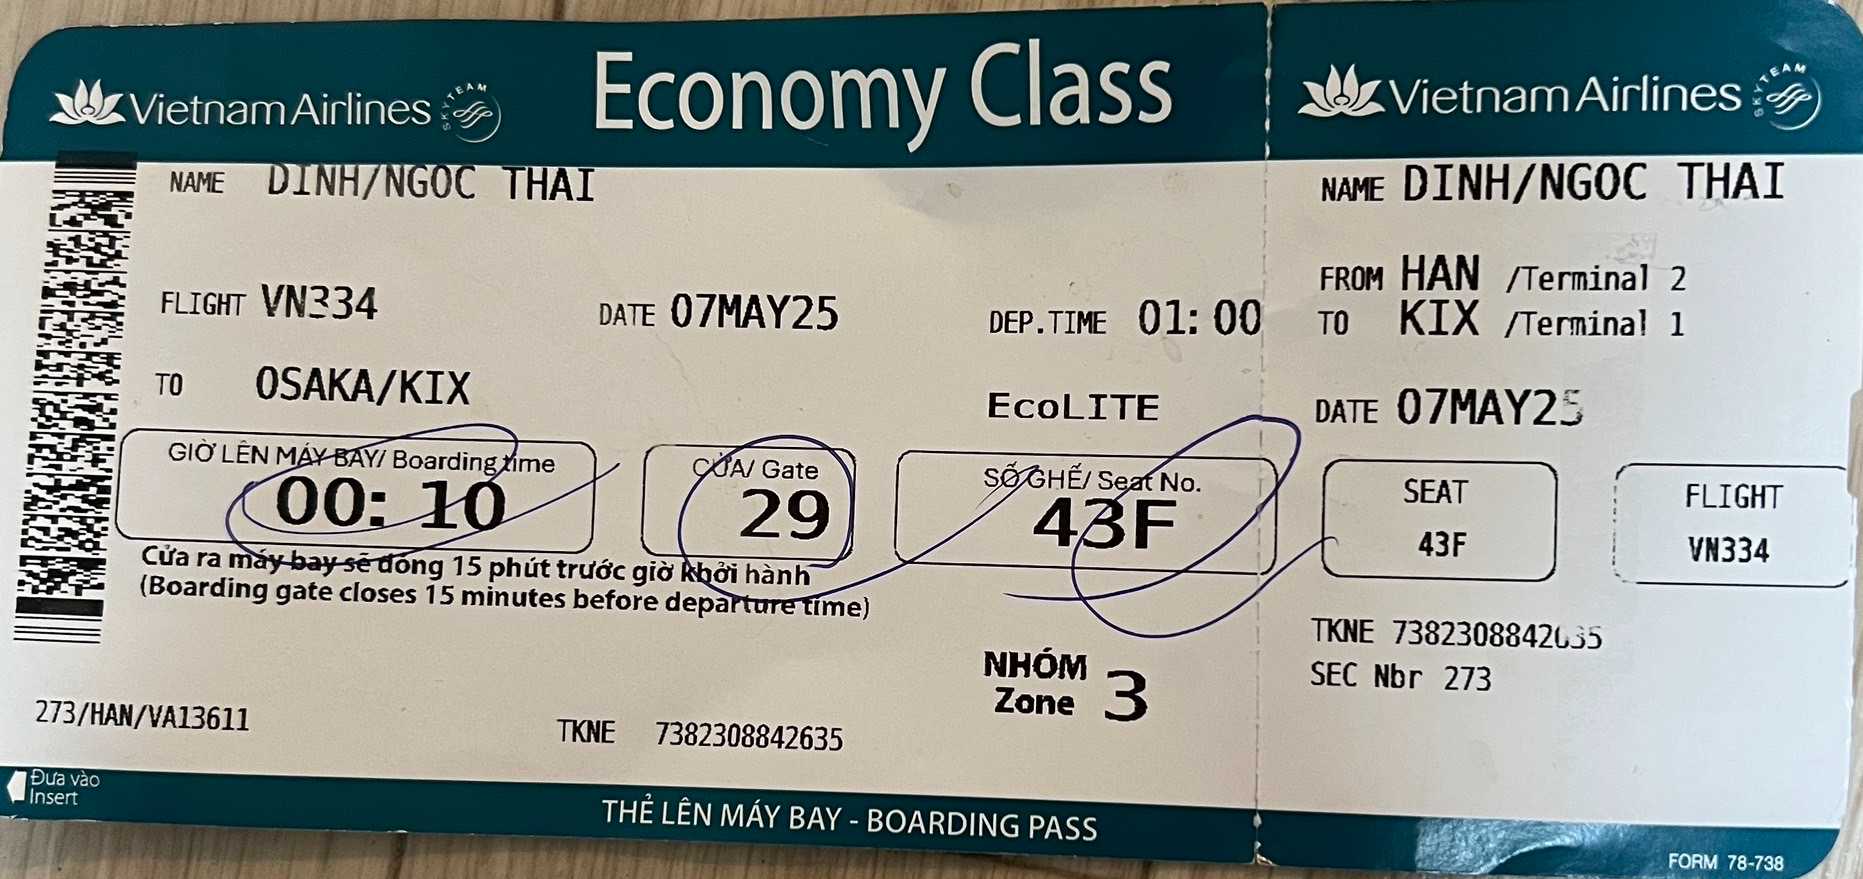 Vietnam Airlines SKYTEAM
Economy Class
NAME DINH/NGOC THAI
FLIGHT VN334 DATE 07MAY25 DEP.TIME 01:00
TO OSAKA/KIX
EcoLITE
GIỜ LÊN MÁY BAY/ Boarding time
00:10
CỬA/ Gate
29
SỐ GHẾ/ Seat No.
43F
Cửa ra máy bay sẽ đóng 15 phút trước giờ khởi hành
(Boarding gate closes 15 minutes before departure time)
NHÓM
Zone 3
273/HAN/VA13611
TKNE 7382308842635
Đưa vào
Insert
THẺ LÊN MÁY BAY - BOARDING PASS
Vietnam Airlines SKYTEAM
NAME DINH/NGOC THAI
FROM HAN /Terminal 2
TO KIX /Terminal 1
DATE 07MAY25
SEAT
43F
FLIGHT
VN334
TKNE 7382308842635
SEC Nbr 273
FORM 78-738